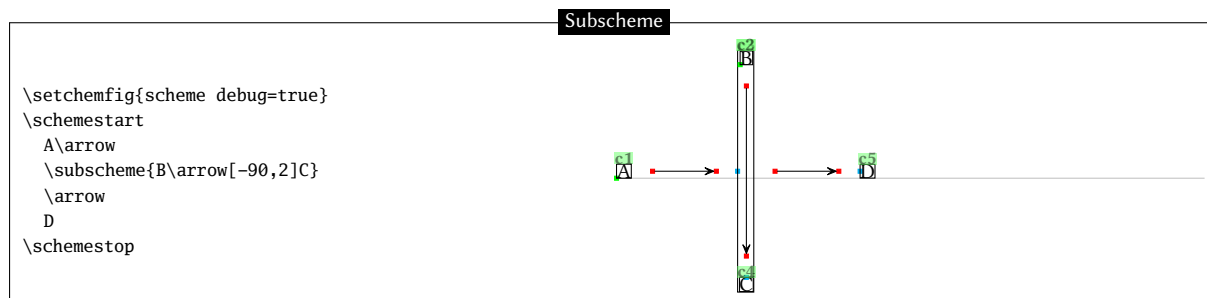 Subscheme
\setchemfig{scheme debug=true}
\schemestart
A\arrow
\subscheme{B\arrow[-90,2]C}
\arrow
D
\schemestop
c2
B
c1
A
c5
D
c4
C